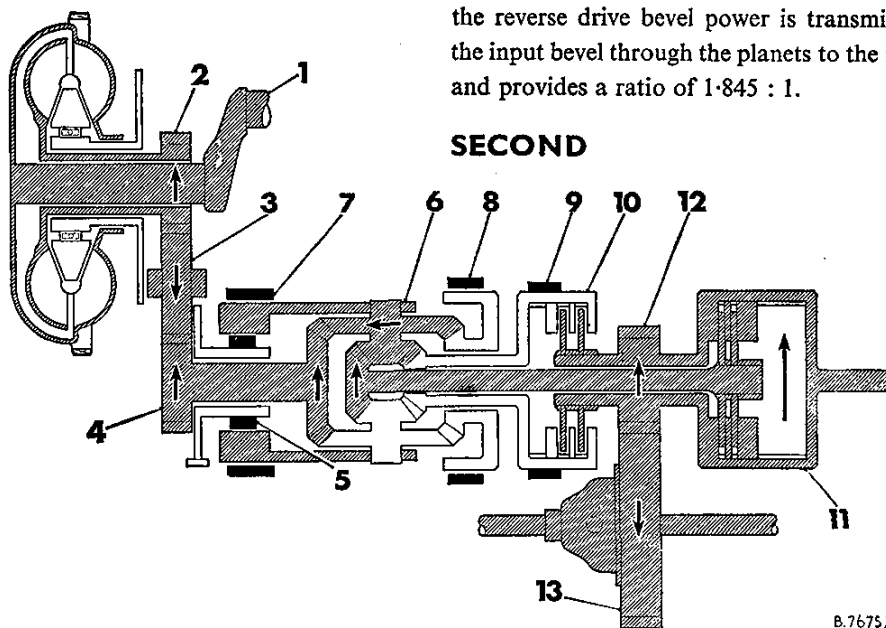 the reverse drive bevel power is transmi
the input bevel through the planets to the
and provides a ratio of 1·845 : 1.
SECOND
1
2
3
7
6
8
9
10
12
4
5
11
13
B.7675